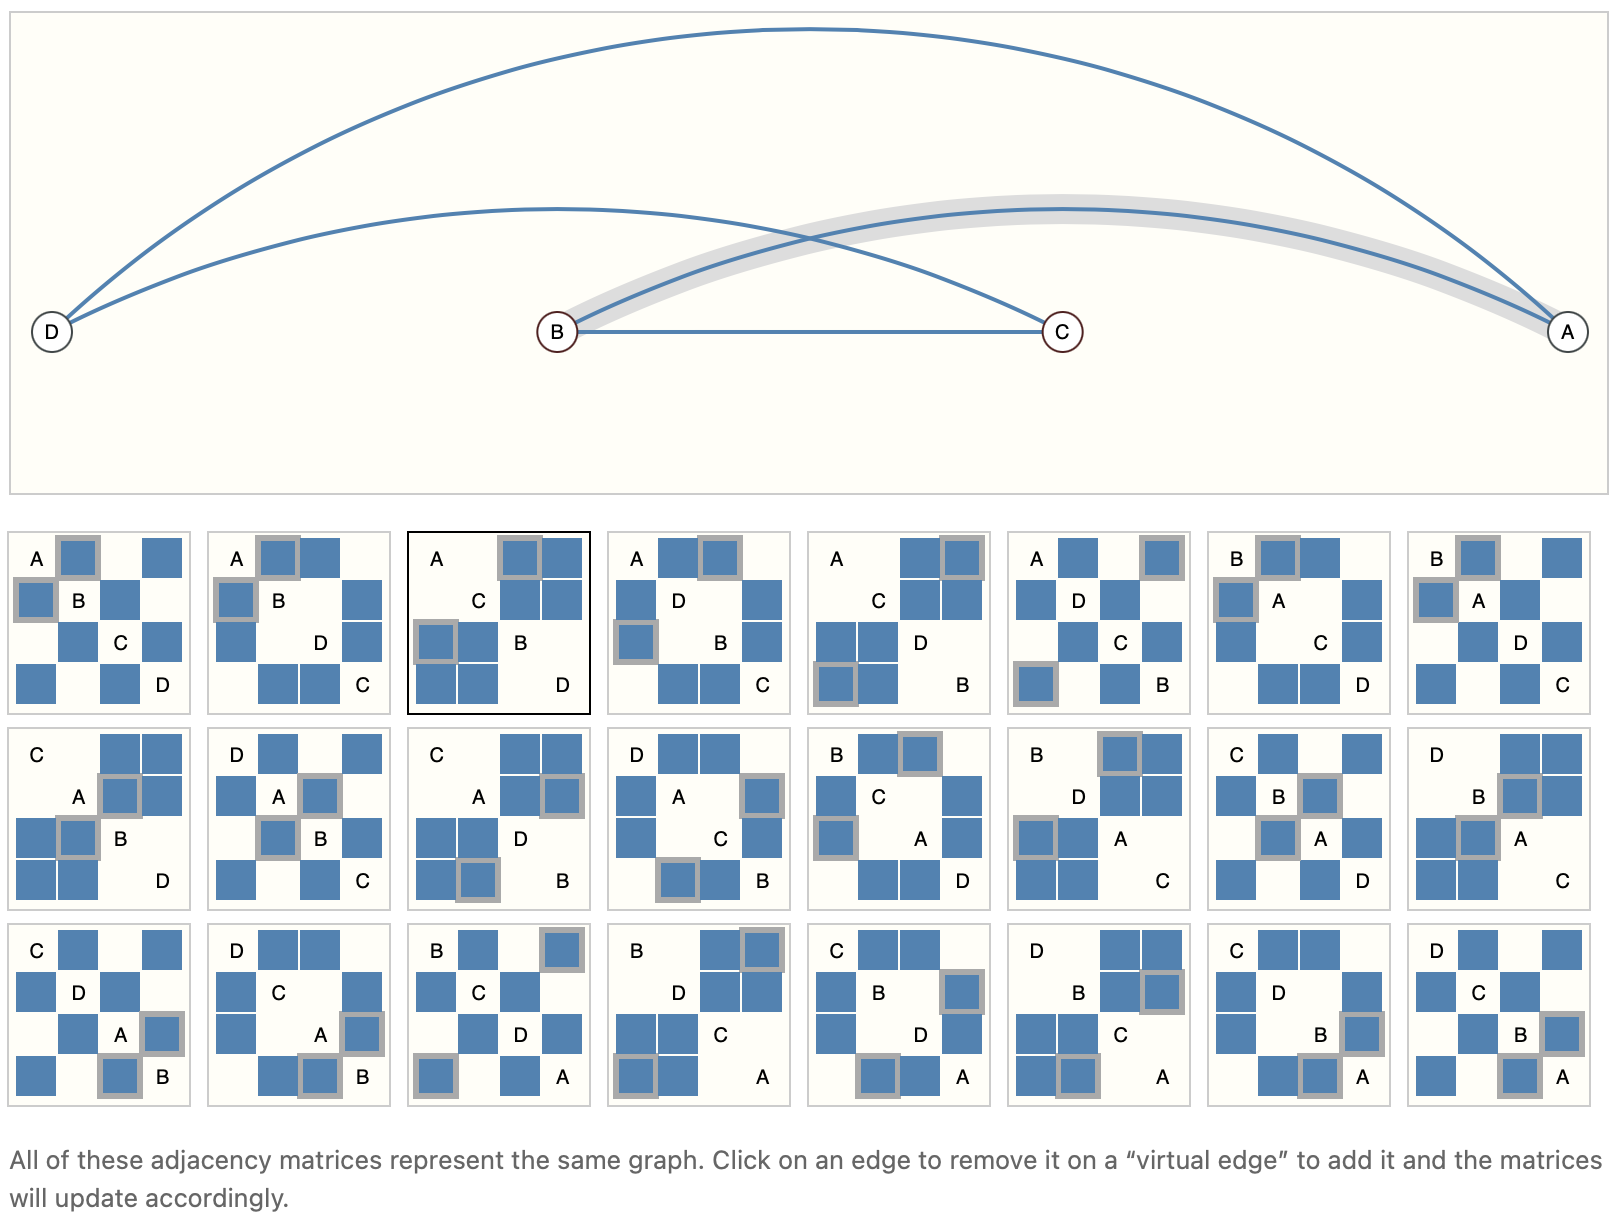 D B C A
A A A A A A B B
B B C D C D A A
C D B B D C C D
D C D C B B D C
C D C D B B C D
A A A A C D B B
B B D C A A A A
D C B B D C D C
C D B B C D C D
D C C D B B D C
A A D C D C B B
B B A A A A A A
All of these adjacency matrices represent the same graph. Click on an edge to remove it on a “virtual edge” to add it and the matrices
will update accordingly.